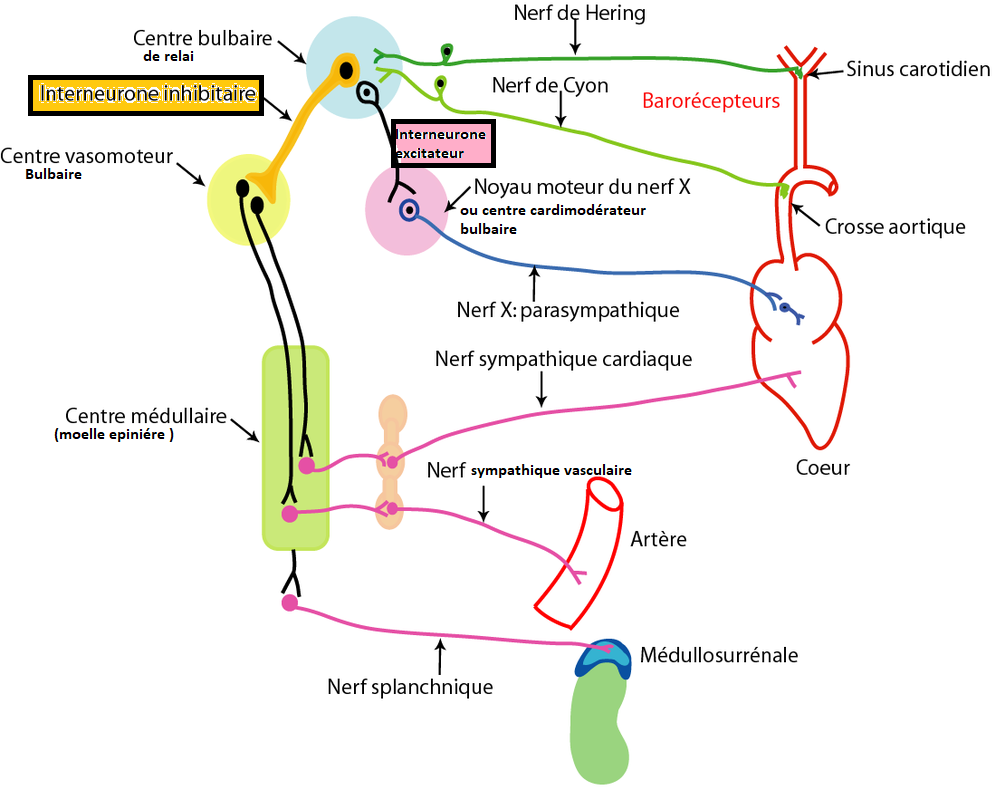 Nerf de Hering
Centre bulbaire
de relai
Sinus carotidien
Nerf de Cyon
Interneurone inhibitaire
Barorécepteurs
Interneurone
excitateur
Centre vasomoteur
Bulbaire
Noyau moteur du nerf X
ou centre cardimodérateur
bulbaire
Crosse aortique
Nerf X: parasympathique
Nerf sympathique cardiaque
Centre médullaire
(moelle epiniére )
Coeur
Nerf sympathique vasculaire
Artère
Médullosurrénale
Nerf splanchnique